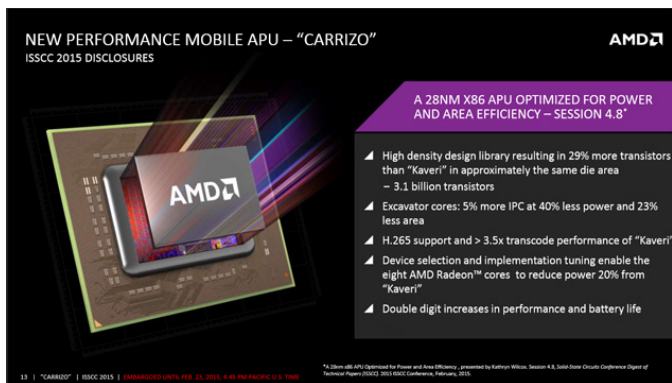 NEW PERFORMANCE MOBILE APU – “CARRIZO”
ISSCC 2015 DISCLOSURES
AMD
A 28NM X86 APU OPTIMIZED FOR POWER
AND AREA EFFICIENCY – SESSION 4.8*
High density design library resulting in 29% more transistors
than “Kaveri” in approximately the same die area
– 3.1 billion transistors
Excavator cores: 5% more IPC at 40% less power and 23%
less area
H.265 support and > 3.5x transcode performance of “Kaveri”
Device selection and implementation tuning enable the
eight AMD Radeon™ cores to reduce power 20% from
“Kaveri”
Double digit increases in performance and battery life
AMD
13 | “CARRIZO” | ISSCC 2015 | EMBARGOED UNTIL FEB. 23, 2015, 4:45 PM PACIFIC U.S. TIME
*A 28nm x86 APU Optimized for Power and Area Efficiency , presented by Kathryn Wilcox. Session 4.8, Solid-State Circuits Conference Digest of
Technical Papers (ISSCC). 2015 ISSCC Conference, February, 2015.